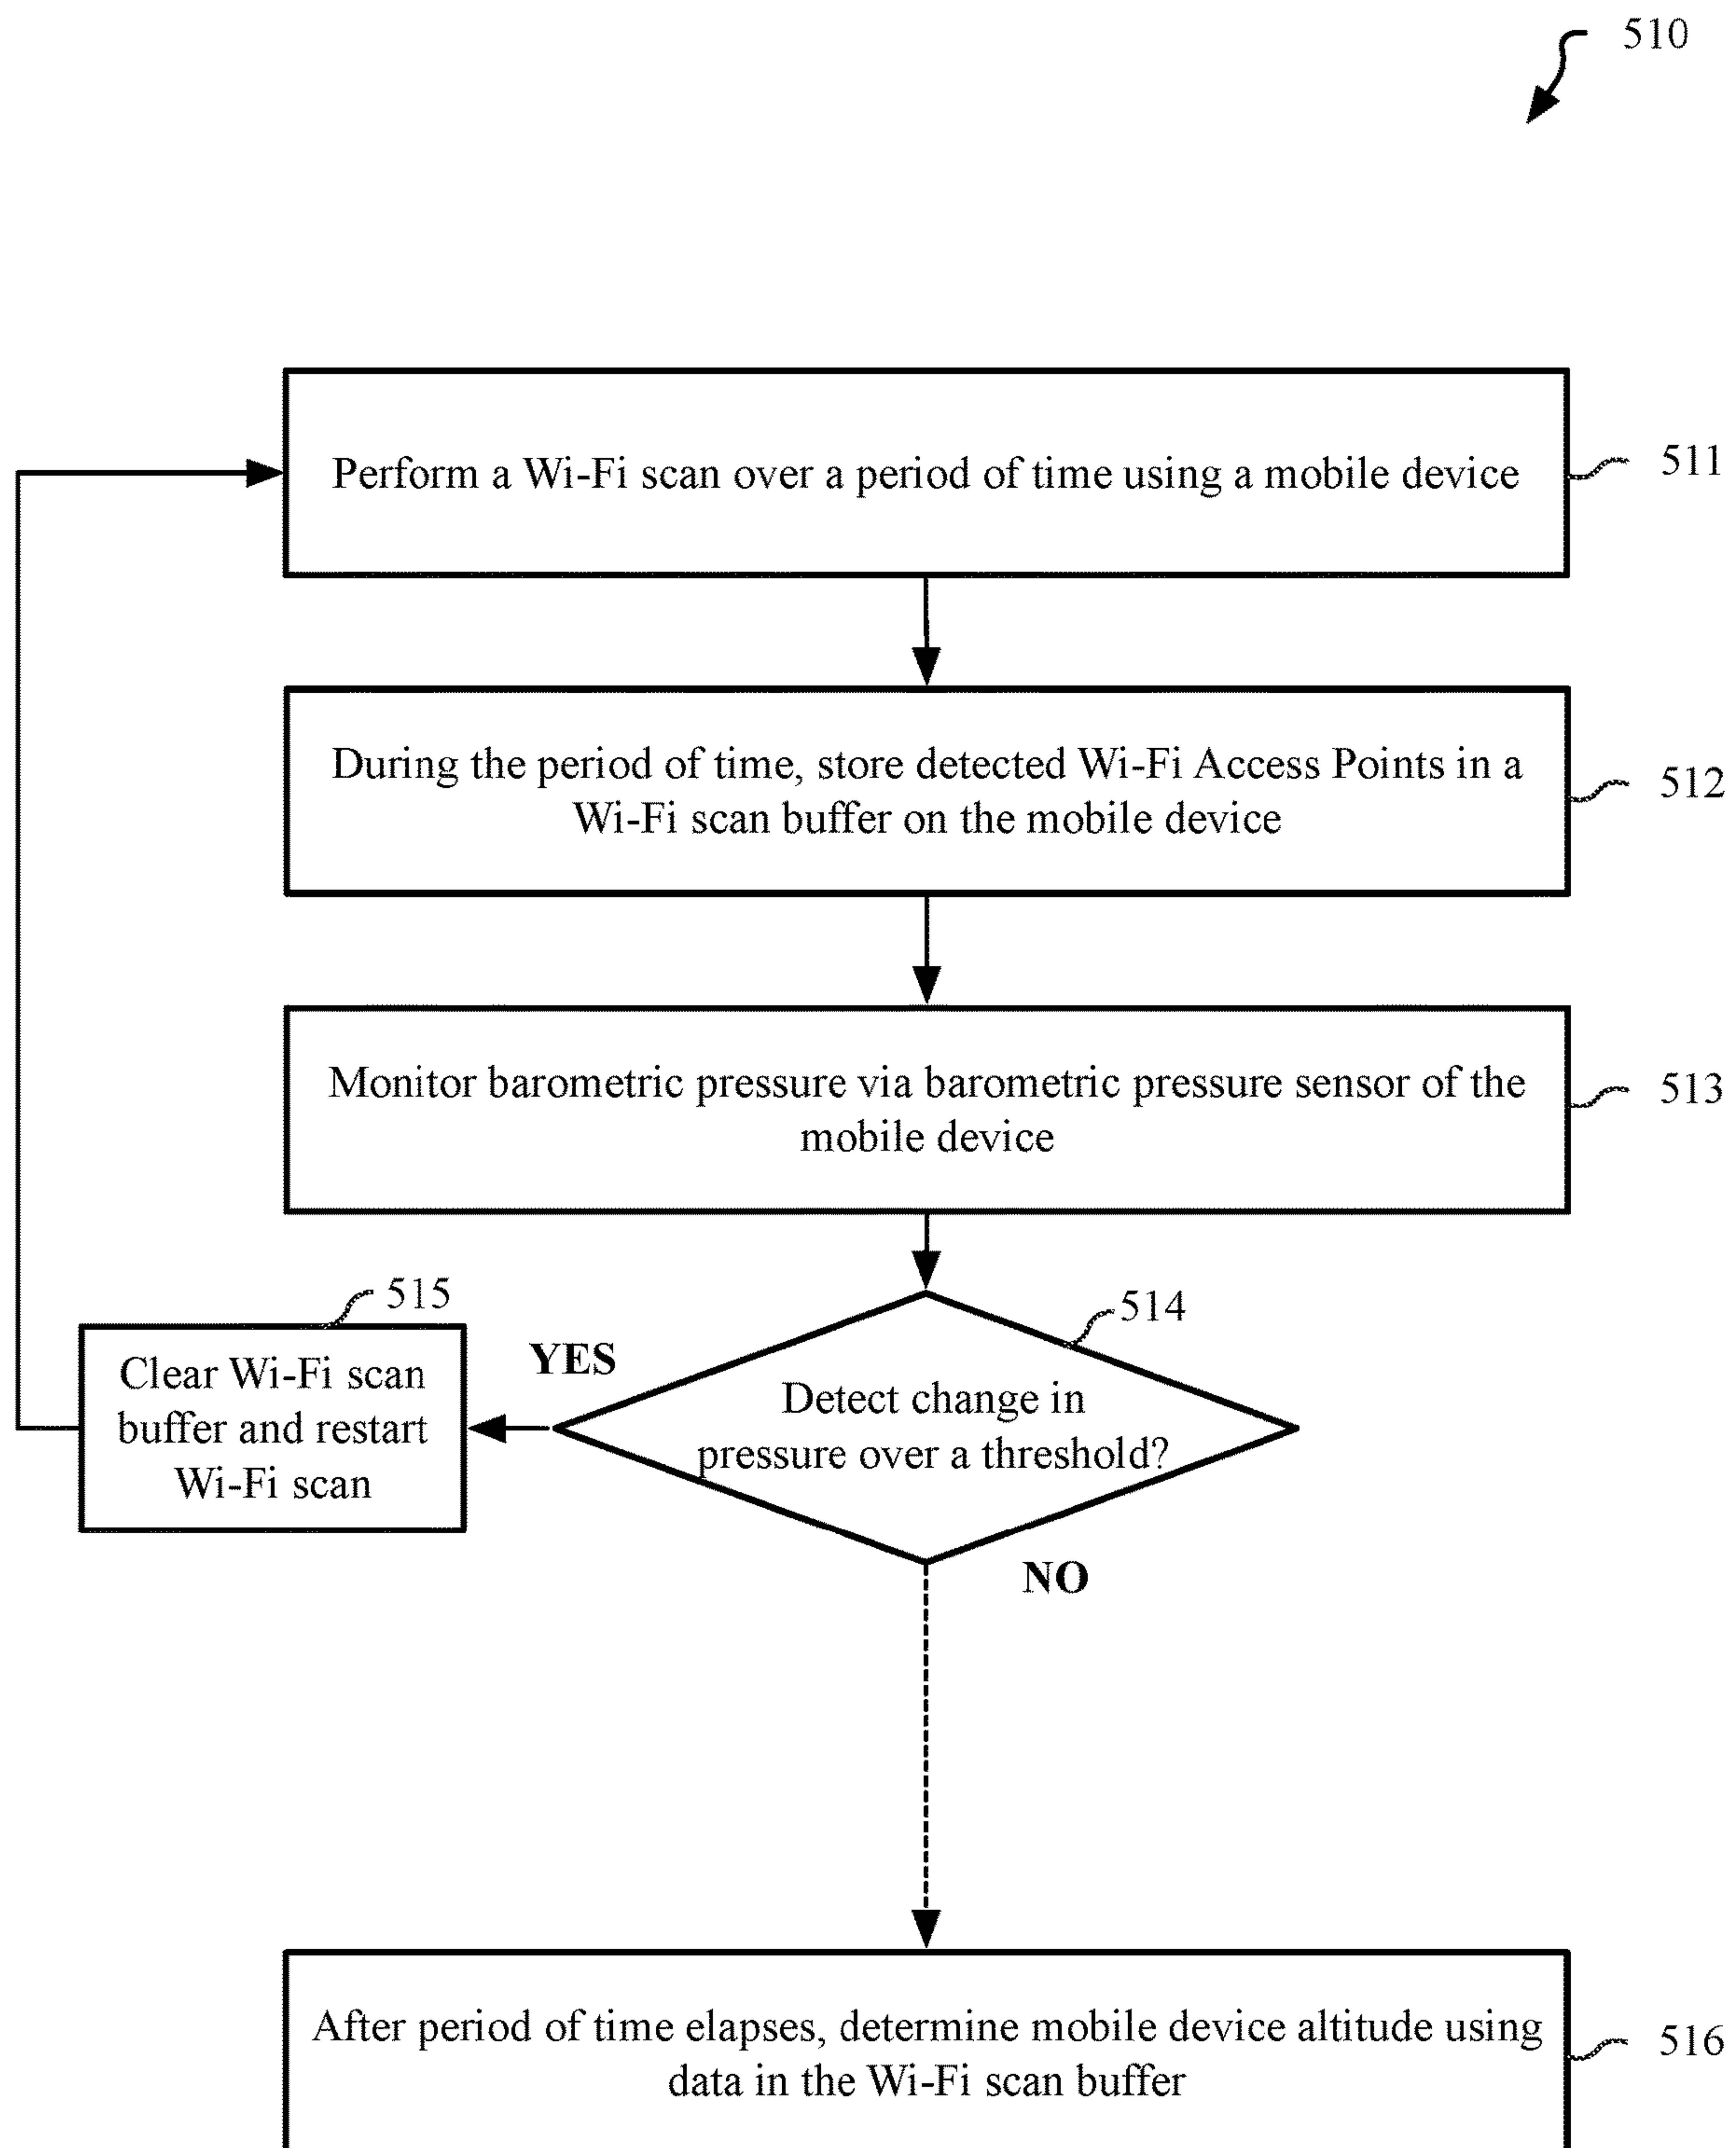 510
Perform a Wi-Fi scan over a period of time using a mobile device
511
During the period of time, store detected Wi-Fi Access Points in a
Wi-Fi scan buffer on the mobile device
512
Monitor barometric pressure via barometric pressure sensor of the
mobile device
513
515
Clear Wi-Fi scan
buffer and restart
Wi-Fi scan
YES
514
Detect change in
pressure over a threshold?
NO
After period of time elapses, determine mobile device altitude using
data in the Wi-Fi scan buffer
516